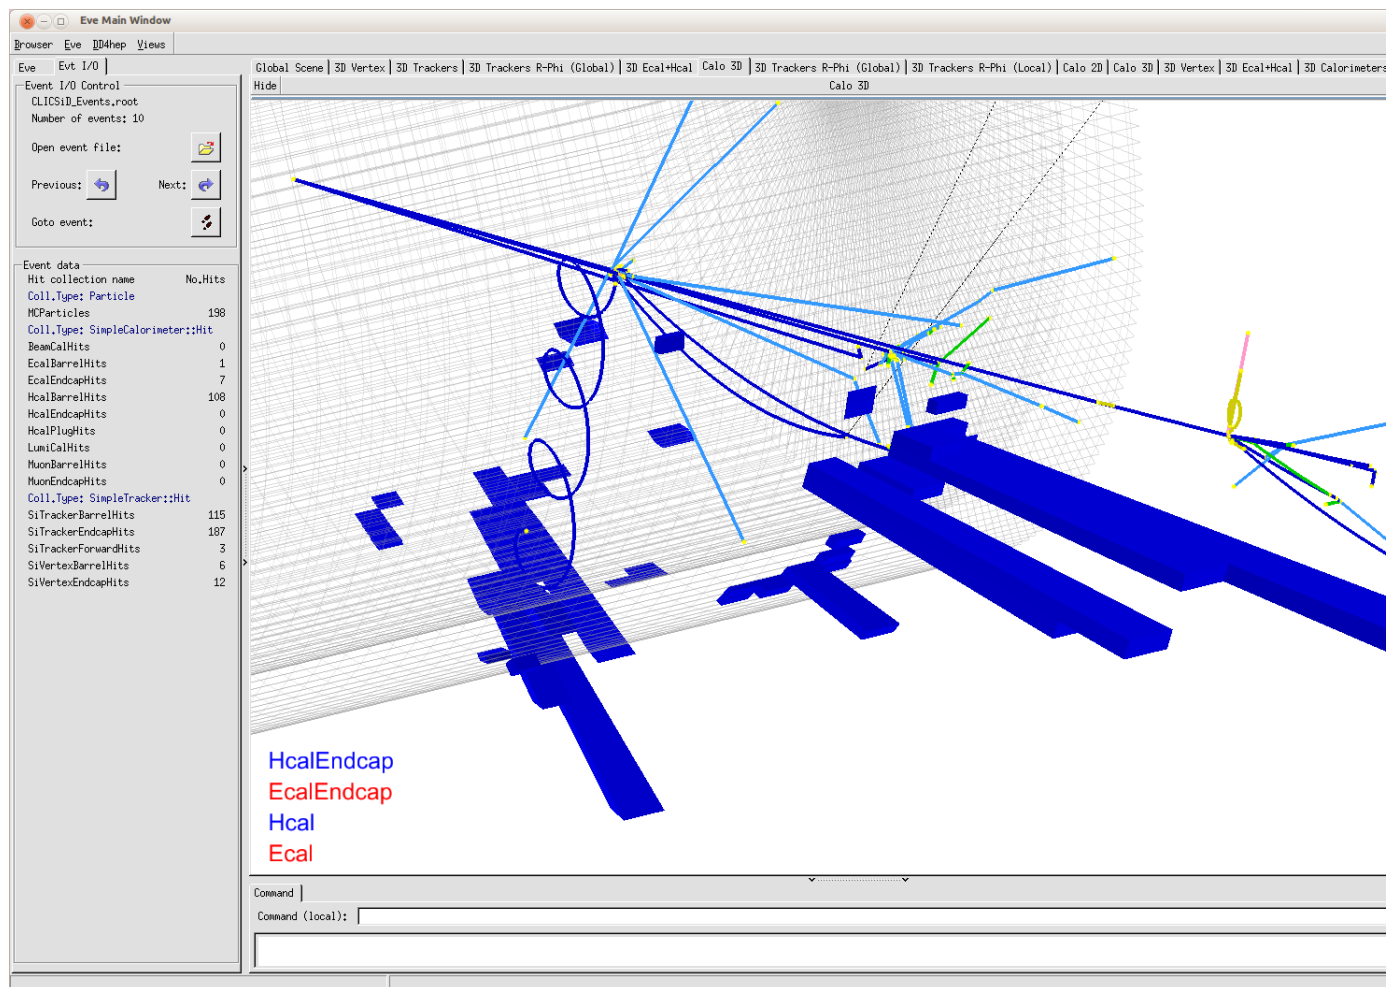 Eve Main Window
Browser Eve DD4hep Views
Eve Evt I/O
Event I/O Control
CLICSiD_Events.root
Number of events: 10
Open event file:
Previous: Next:
Goto event:
Event data
Hit collection name No.Hits
Coll.Type: Particle
MCParticles 198
Coll.Type: SimpleCalorimeter::Hit
BeamCalHits 0
EcalBarrelHits 1
EcalEndcapHits 7
HcalBarrelHits 108
HcalEndcapHits 0
HcalPlugHits 0
LumiCalHits 0
MuonBarrelHits 0
MuonEndcapHits 0
Coll.Type: SimpleTracker::Hit
SiTrackerBarrelHits 115
SiTrackerEndcapHits 187
SiTrackerForwardHits 3
SiVertexBarrelHits 6
SiVertexEndcapHits 12
Global Scene 3D Vertex 3D Trackers 3D Trackers R-Phi (Global) 3D Ecal+Hcal Calo 3D 3D Trackers R-Phi (Global) 3D Trackers R-Phi (Local) Calo 2D Calo 3D 3D Vertex 3D Ecal+Hcal 3D Calorimeters
Hide Calo 3D
HcalEndcap
EcalEndcap
Hcal
Ecal
Command
Command (local):